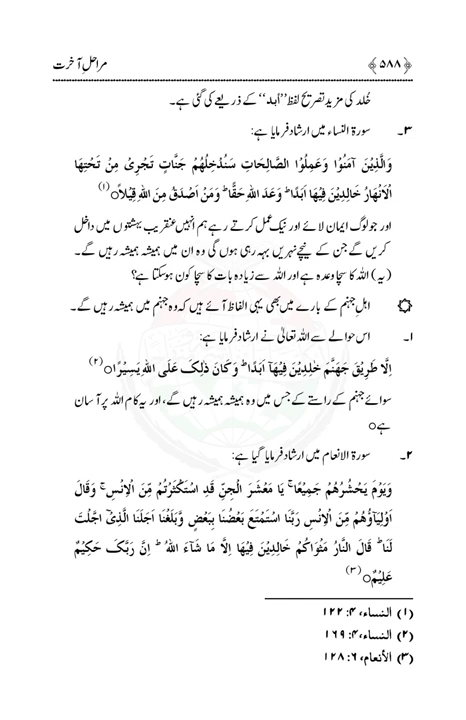 مراحلِ آخرت ﴿۵۸۸﴾
خُلد کی مزید تصریح لفظ ’’اَبد‘‘ کے ذریعے کی گئی ہے۔
۳۔ سورۃ النساء میں ارشاد فرمایا ہے:
وَالَّذِيْنَ آمَنُوْا وَعَمِلُوْا الصَّالِحَاتِ سَنُدْخِلُهُمْ جَنَّاتٍ تَجْرِىْ مِنْ تَحْتِهَا
الْاَنْهَارُ خَالِدِيْنَ فِيْهَا اَبَدًا ؕ وَعَدَ اللهِ حَقًّا ؕ وَمَنْ اَصْدَقُ مِنَ اللهِ قِيْلًاO (۱)
اور جو لوگ ایمان لائے اور نیک عمل کرتے رہے ہم انہیں عنقریب بہشتوں میں داخل
کریں گے جن کے نیچے نہریں بہہ رہی ہوں گی وہ ان میں ہمیشہ ہمیشہ رہیں گے۔
(یہ) اللہ کا سچا وعدہ ہے اور اللہ سے زیادہ بات کا سچا کون ہوسکتا ہے؟
۞ اہلِ جہنم کے بارے میں بھی یہی الفاظ آئے ہیں کہ وہ جہنم میں ہمیشہ رہیں گے۔
۱۔ اس حوالے سے اللہ تعالیٰ نے ارشاد فرمایا ہے:
اِلَّا طَرِيْقَ جَهَنَّمَ خٰلِدِيْنَ فِيْهَآ اَبَدًا ؕ وَكَانَ ذٰلِكَ عَلَى اللهِ يَسِيْرًاO (۲)
سوائے جہنم کے راستے کے جس میں وہ ہمیشہ ہمیشہ رہیں گے، اور یہ کام اللہ پر آسان
ہےO
۲۔ سورۃ الانعام میں ارشاد فرمایا گیا ہے:
وَيَوْمَ يَحْشُرُهُمْ جَمِيْعًا ۚ يَا مَعْشَرَ الْجِنِّ قَدِ اسْتَكْثَرْتُمْ مِّنَ الْاِنْسِ ۚ وَقَالَ
اَوْلِيٰٓؤُهُمْ مِّنَ الْاِنْسِ رَبَّنَا اسْتَمْتَعَ بَعْضُنَا بِبَعْضٍ وَّبَلَغْنَا اَجَلَنَا الَّذِىْٓ اَجَّلْتَ
لَنَا ؕ قَالَ النَّارُ مَثْوَاكُمْ خَالِدِيْنَ فِيْهَا اِلَّا مَا شَآءَ اللهُ ؕ اِنَّ رَبَّكَ حَكِيْمٌ
عَلِيْمٌO (۳)
(۱) النساء، ۴: ۱۲۲
(۲) النساء، ۴: ۱۶۹
(۳) الأنعام، ۶: ۱۲۸